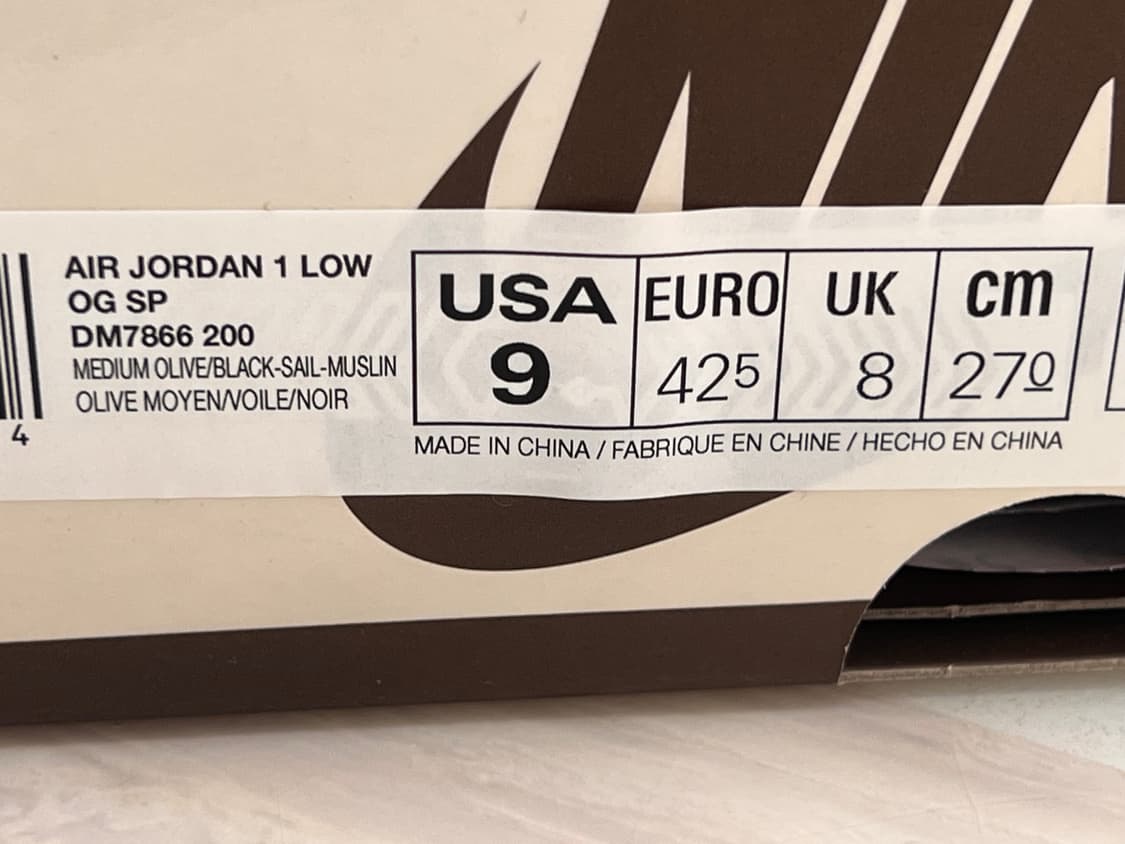 AIR JORDAN 1 LOW
OG SP
DM7866 200
MEDIUM OLIVE/BLACK-SAIL-MUSLIN
OLIVE MOYEN/VOILE/NOIR
4
USA EURO UK cm
9 425 8 270
MADE IN CHINA / FABRIQUE EN CHINE / HECHO EN CHINA